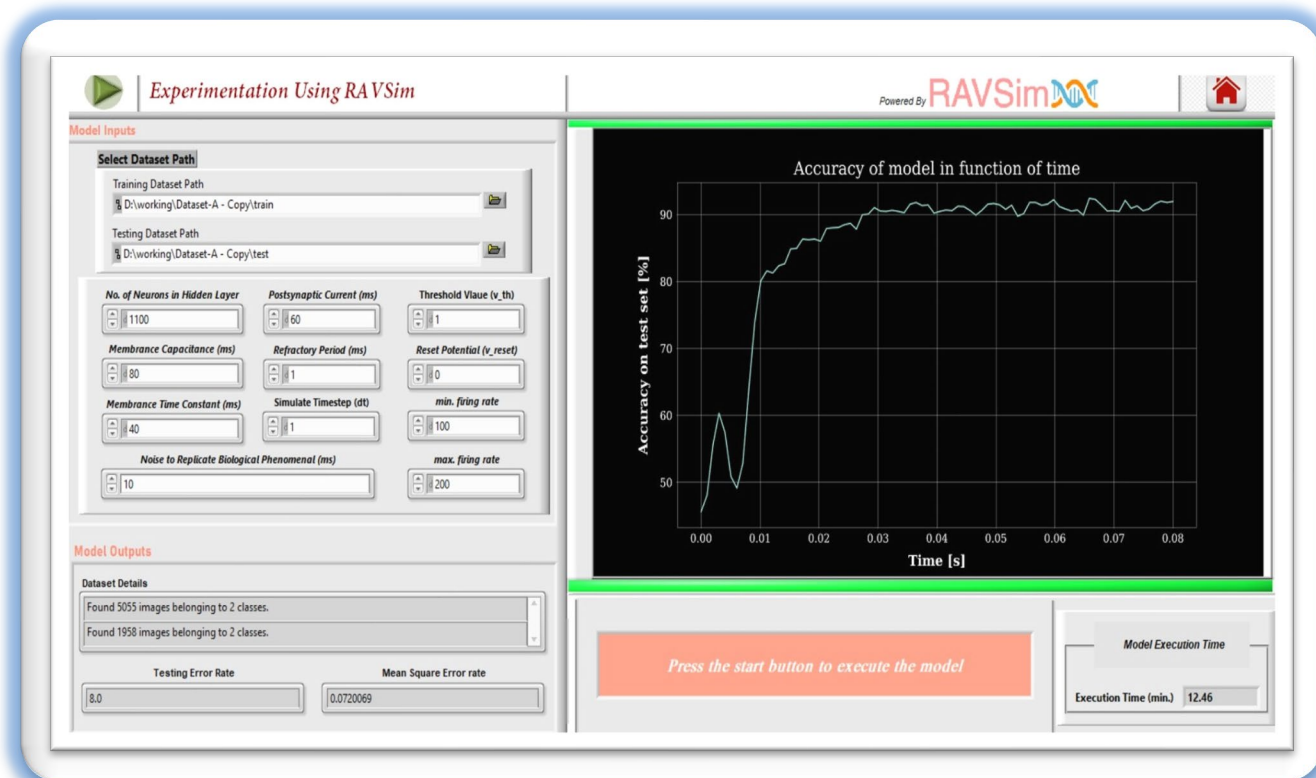 Experimentation Using RAVSim
Powered By RAVSim
Model Inputs
Select Dataset Path
Training Dataset Path
D:\working\Dataset-A - Copy\train
Testing Dataset Path
D:\working\Dataset-A - Copy\test
No. of Neurons in Hidden Layer
Postsynaptic Current (ms)
Threshold Vlaue (v_th)
1100
60
1
Membrance Capacitance (ms)
Refractory Period (ms)
Reset Potential (v_reset)
80
1
0
Membrance Time Constant (ms)
Simulate Timestep (dt)
min. firing rate
40
1
100
Noise to Replicate Biological Phenomenal (ms)
max. firing rate
10
200
Model Outputs
Dataset Details
Found 5055 images belonging to 2 classes.
Found 1958 images belonging to 2 classes.
Testing Error Rate
Mean Square Error rate
8.0
0.0720069
Accuracy of model in function of time
Accuracy on test set [%]
90
80
70
60
50
0.00 0.01 0.02 0.03 0.04 0.05 0.06 0.07 0.08
Time [s]
Press the start button to execute the model
Model Execution Time
Execution Time (min.) 12.46